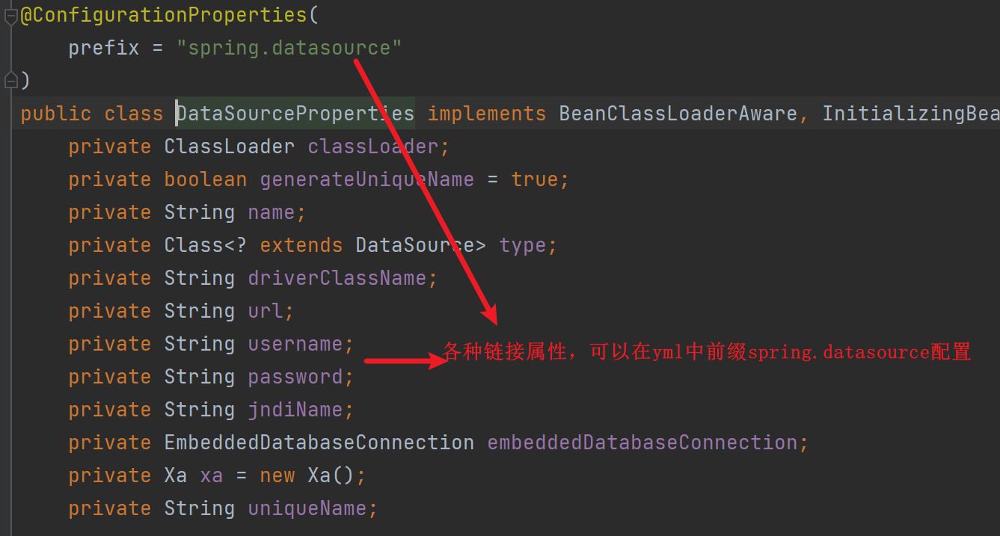 @ConfigurationProperties(
prefix = "spring.datasource"
)
public class DataSourceProperties implements BeanClassLoaderAware, InitializingBea
private ClassLoader classLoader;
private boolean generateUniqueName = true;
private String name;
private Class<? extends DataSource> type;
private String driverClassName;
private String url;
private String username;
各种链接属性，可以在yml中前缀spring.datasource配置
private String password;
private String jndiName;
private EmbeddedDatabaseConnection embeddedDatabaseConnection;
private Xa xa = new Xa();
private String uniqueName;